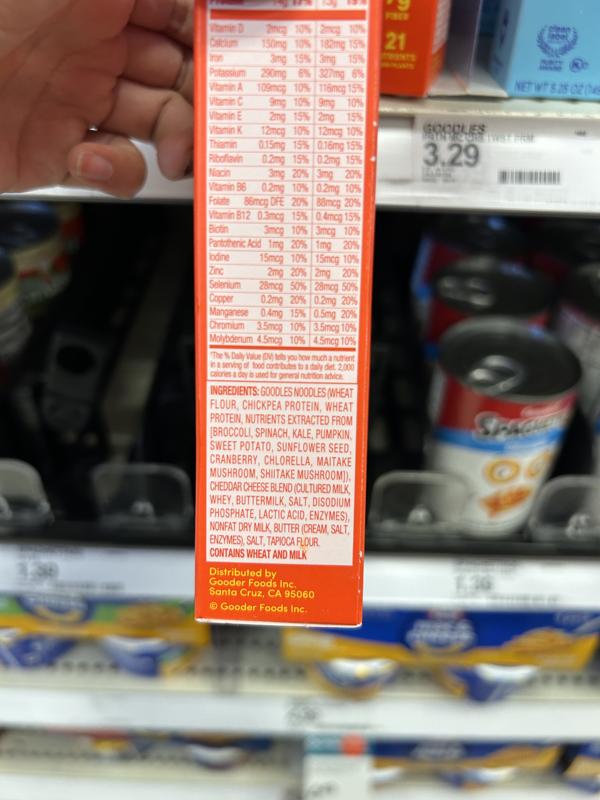 Vitamin D 2mcg 10% 2mcg 10%
Calcium 150mg 10% 182mg 15%
Iron 3mg 15% 3mg 15%
Potassium 290mg 6% 327mg 6%
Vitamin A 109mcg 10% 116mcg 15%
Vitamin C 9mg 10% 9mg 10%
Vitamin E 2mg 15% 2mg 15%
Vitamin K 12mcg 10% 12mcg 10%
Thiamin 0.15mg 15% 0.16mg 15%
Riboflavin 0.2mg 15% 0.2mg 15%
Niacin 3mg 20% 3mg 20%
Vitamin B6 0.2mg 10% 0.2mg 10%
Folate 86mcg DFE 20% 88mcg 20%
Vitamin B12 0.3mcg 15% 0.4mcg 15%
Biotin 3mcg 10% 3mcg 10%
Pantothenic Acid 1mg 20% 1mg 20%
Iodine 15mcg 10% 15mcg 10%
Zinc 2mg 20% 2mg 20%
Selenium 28mcg 50% 28mcg 50%
Copper 0.2mg 20% 0.2mg 20%
Manganese 0.4mg 15% 0.5mg 20%
Chromium 3.5mcg 10% 3.5mcg 10%
Molybdenum 4.5mcg 10% 4.5mcg 10%
*The % Daily Value (DV) tells you how much a nutrient
in a serving of food contributes to a daily diet. 2,000
calories a day is used for general nutrition advice.
INGREDIENTS: GOODLES NOODLES (WHEAT
FLOUR, CHICKPEA PROTEIN, WHEAT
PROTEIN, NUTRIENTS EXTRACTED FROM
[BROCCOLI, SPINACH, KALE, PUMPKIN,
SWEET POTATO, SUNFLOWER SEED,
CRANBERRY, CHLORELLA, MAITAKE
MUSHROOM, SHIITAKE MUSHROOM]),
CHEDDAR CHEESE BLEND (CULTURED MILK,
WHEY, BUTTERMILK, SALT, DISODIUM
PHOSPHATE, LACTIC ACID, ENZYMES),
NONFAT DRY MILK, BUTTER (CREAM, SALT,
ENZYMES), SALT, TAPIOCA FLOUR.
CONTAINS WHEAT AND MILK
Distributed by
Gooder Foods Inc.
Santa Cruz, CA 95060
© Gooder Foods Inc.
FIBER
21
clean
label
NET WT 5.25 OZ
GOODLES
3.29
1.39